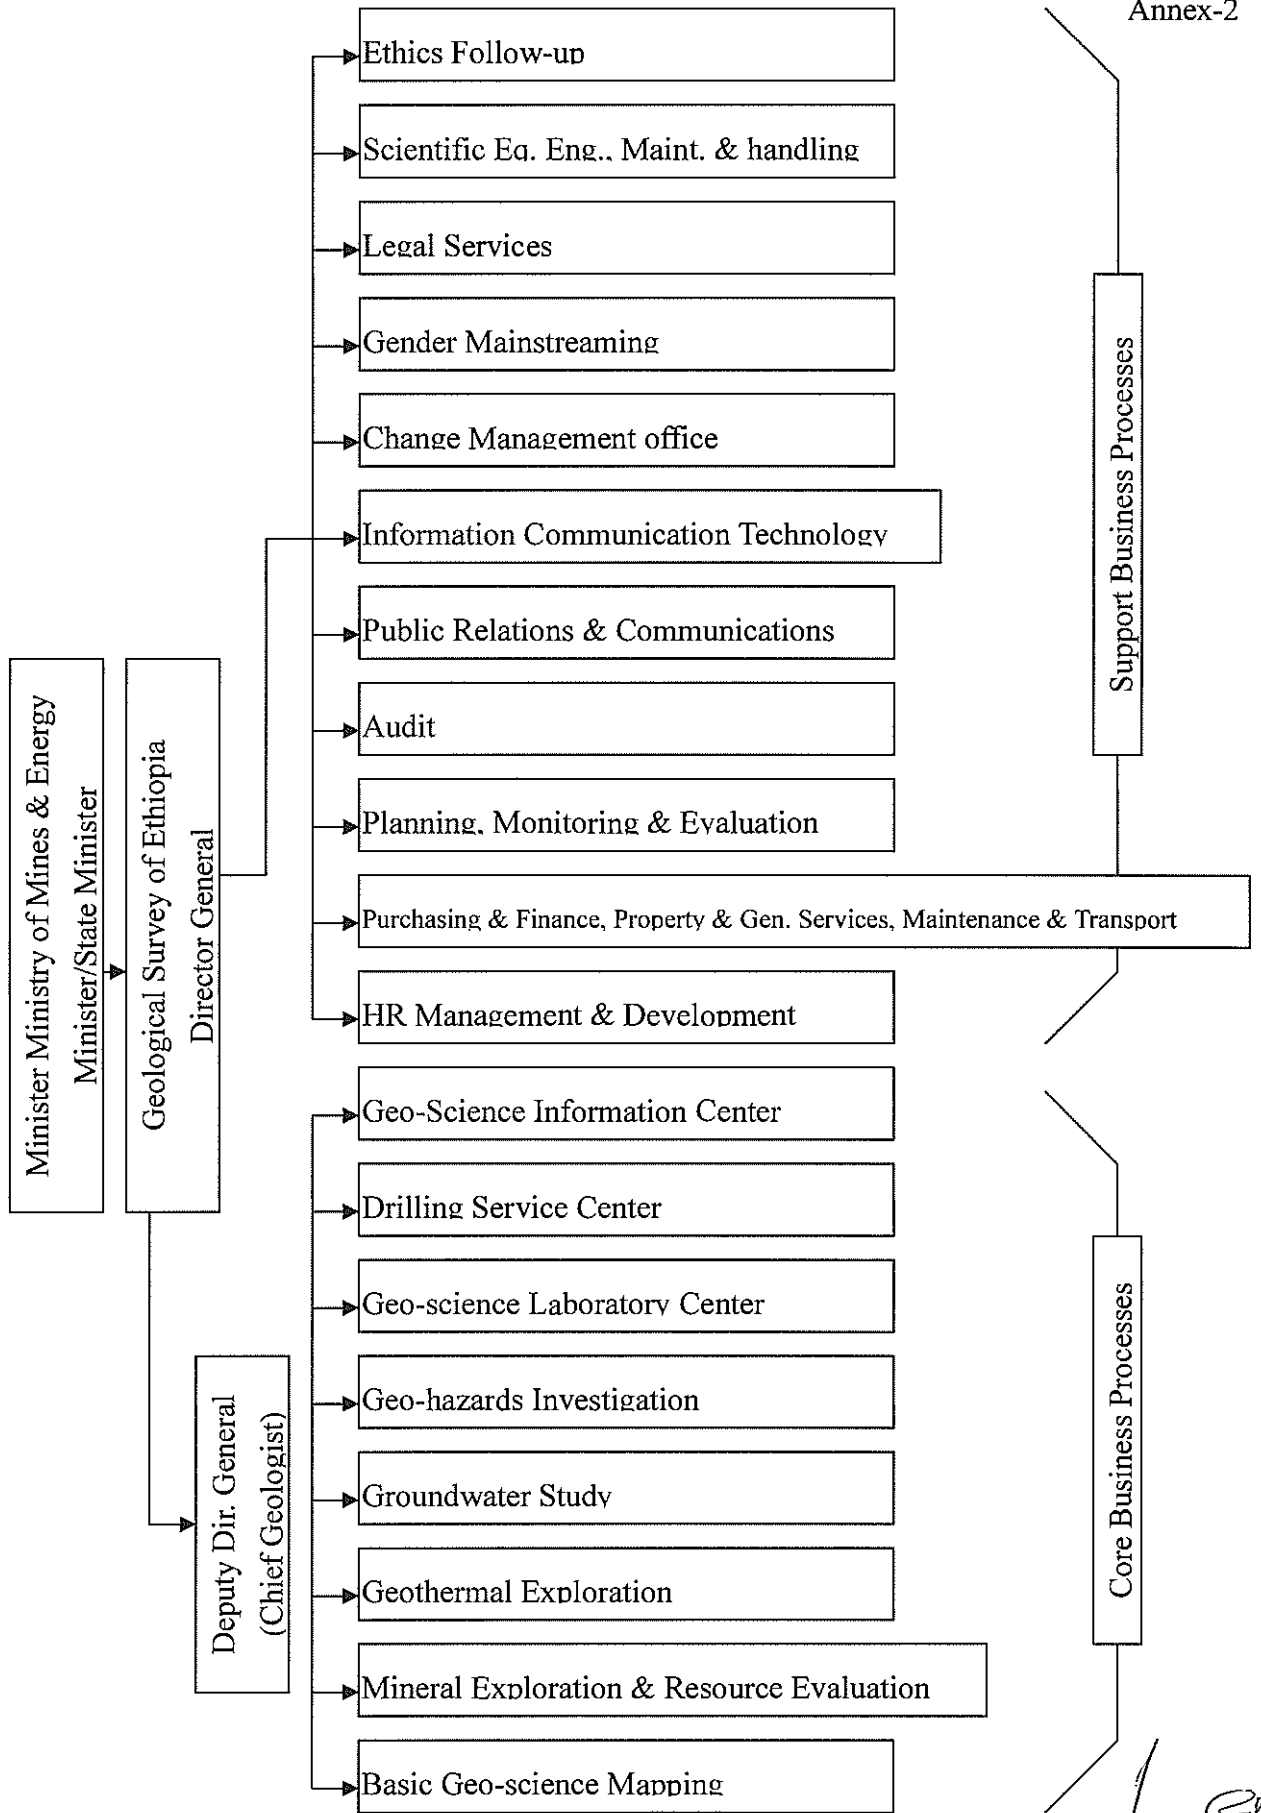 Annex-2
Ethics Follow-up
Scientific Eq. Eng., Maint. & handling
Legal Services
Gender Mainstreaming
Change Management office
Information Communication Technology
Public Relations & Communications
Audit
Planning, Monitoring & Evaluation
Purchasing & Finance, Property & Gen. Services, Maintenance & Transport
HR Management & Development
Support Business Processes
Minister Ministry of Mines & Energy
Minister/State Minister
Geological Survey of Ethiopia
Director General
Geo-Science Information Center
Drilling Service Center
Geo-science Laboratory Center
Geo-hazards Investigation
Groundwater Study
Geothermal Exploration
Mineral Exploration & Resource Evaluation
Basic Geo-science Mapping
Deputy Dir. General
(Chief Geologist)
Core Business Processes